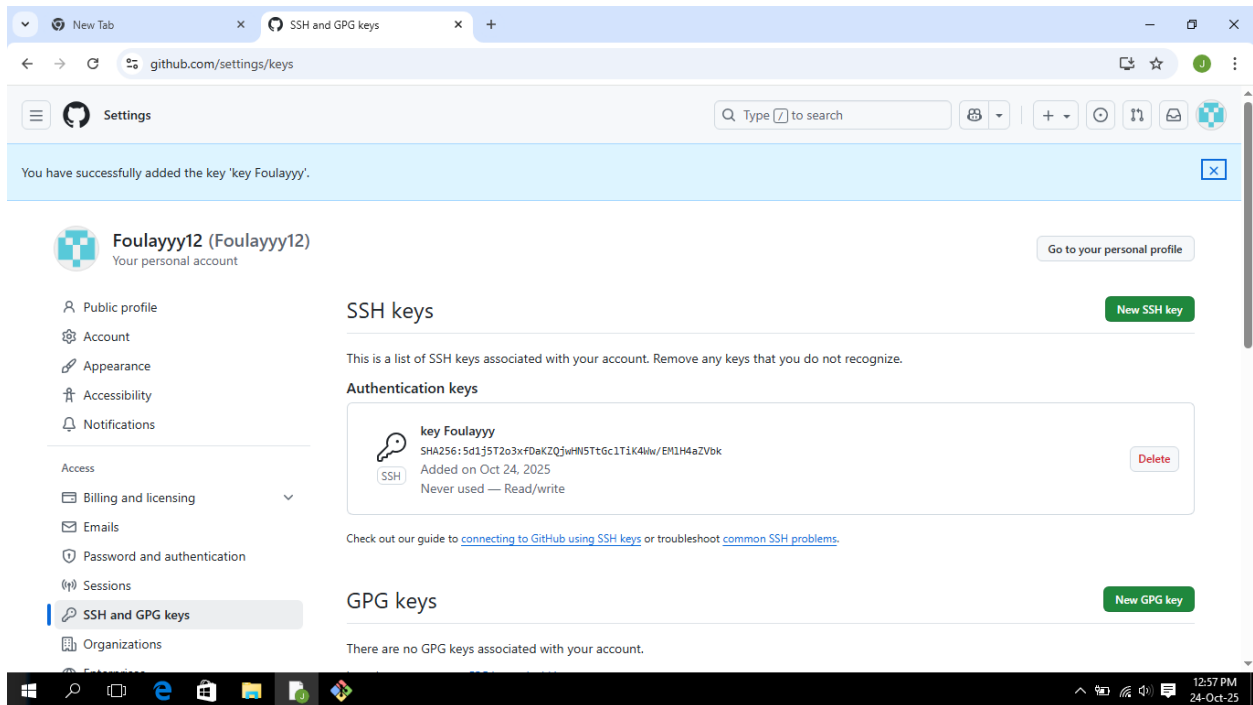 New Tab
SSH and GPG keys
github.com/settings/keys
J
Settings
Type / to search
You have successfully added the key 'key Foulayyy'.
Foulayyy12 (Foulayyy12)
Your personal account
Go to your personal profile
Public profile
Account
Appearance
Accessibility
Notifications
Access
Billing and licensing
Emails
Password and authentication
Sessions
SSH and GPG keys
Organizations
Enterprises
SSH keys
New SSH key
This is a list of SSH keys associated with your account. Remove any keys that you do not recognize.
Authentication keys
key Foulayyy
SHA256:5d1j5T2o3xfDaKZQjwHN5TtGclTiK4Ww/EMlH4aZVbk
SSH
Added on Oct 24, 2025
Never used — Read/write
Delete
Check out our guide to connecting to GitHub using SSH keys or troubleshoot common SSH problems.
GPG keys
New GPG key
There are no GPG keys associated with your account.
12:57 PM
24-Oct-25